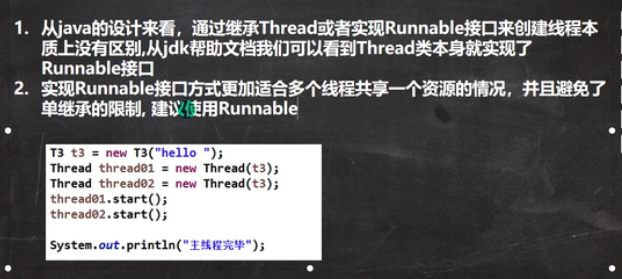 1. 从java的设计来看，通过继承Thread或者实现Runnable接口来创建线程本
质上没有区别,从jdk帮助文档我们可以看到Thread类本身就实现了
Runnable接口
2. 实现Runnable接口方式更加适合多个线程共享一个资源的情况，并且避免了
单继承的限制, 建议使用Runnable
T3 t3 = new T3("hello ");
Thread thread01 = new Thread(t3);
Thread thread02 = new Thread(t3);
thread01.start();
thread02.start();
System.out.println("主线程完毕");